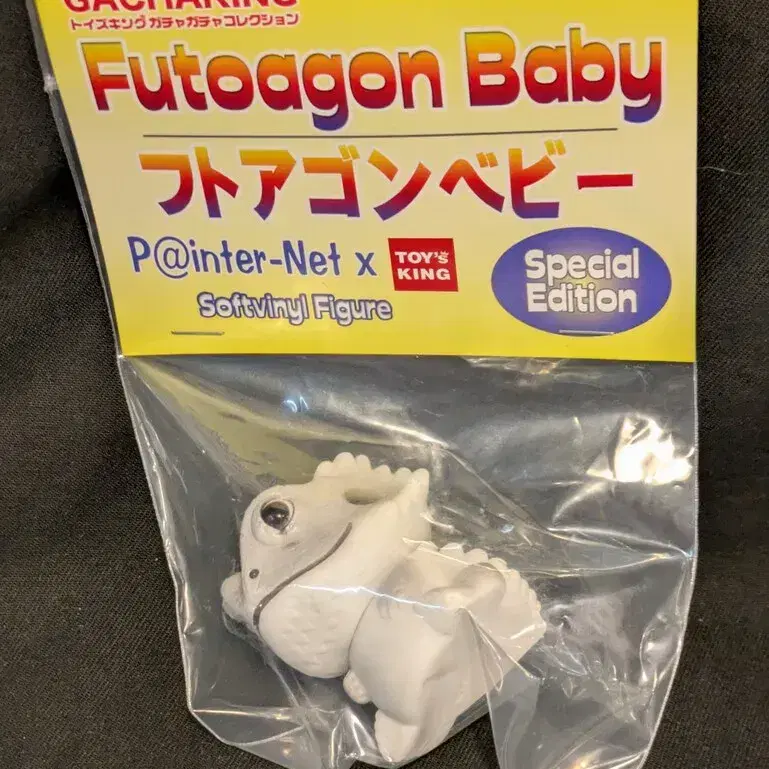 GACHAKING
トイズキング ガチャガチャコレクション
Futoagon Baby
フトアゴンベビー
P@inter-Net x TOY's KING
Special Edition
Softvinyl Figure